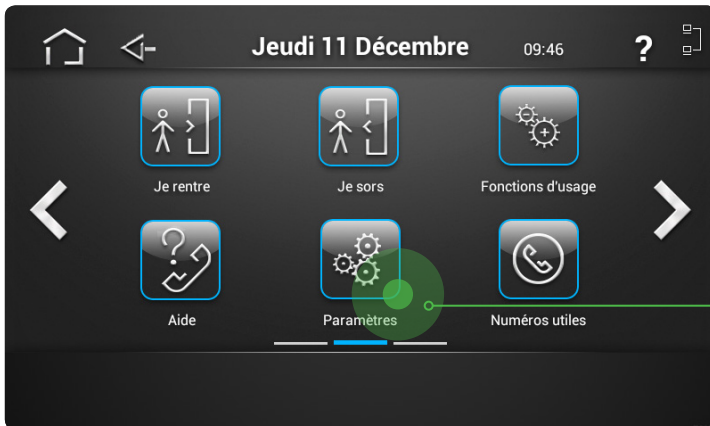 Jeudi 11 Décembre 09:46 ?
Je rentre Je sors Fonctions d'usage
Aide Paramètres Numéros utiles